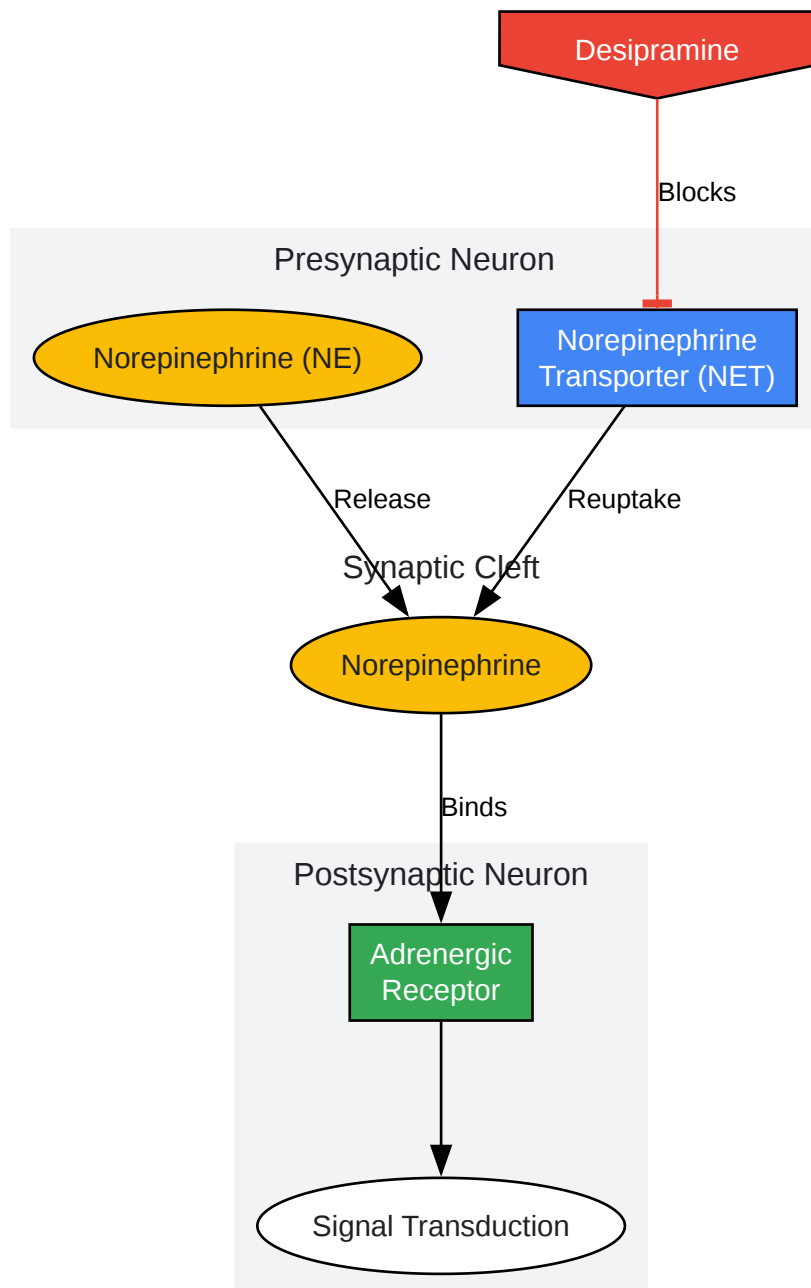 Desipramine
Blocks
Presynaptic Neuron
Norepinephrine (NE)
Norepinephrine
Transporter (NET)
Release
Reuptake
Synaptic Cleft
Norepinephrine
Binds
Postsynaptic Neuron
Adrenergic
Receptor
Signal Transduction